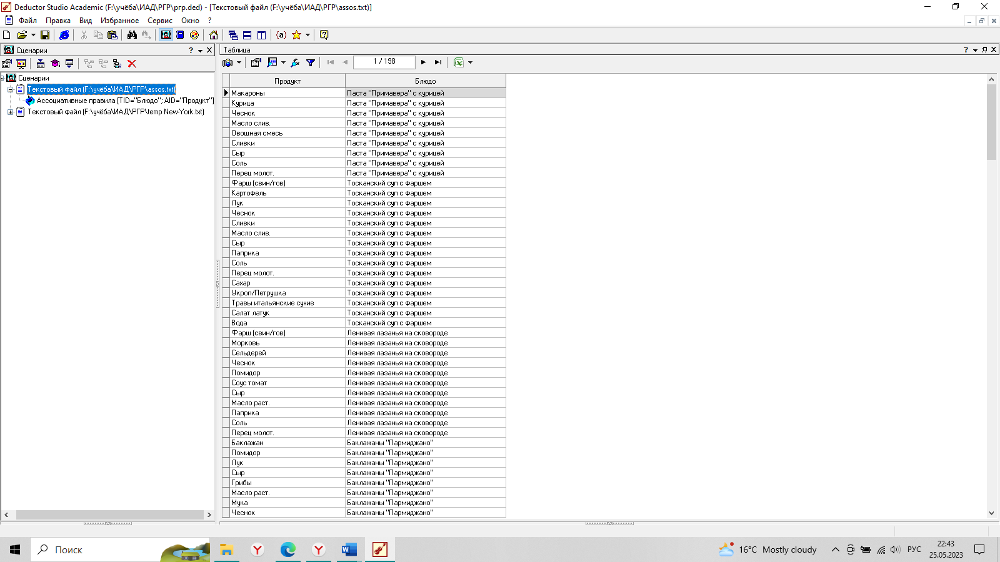 Deductor Studio Academic (F:\учёба\ИАД\РГР\ргр.ded) - [Текстовый файл (F:\учёба\ИАД\РГР\assos.txt)]
Файл Правка Вид Избранное Сервис Окно ?
Сценарии
Таблица
1 / 198
Сценарии
Текстовый файл (F:\учёба\ИАД\РГР\assos.txt)
Ассоциативные правила [TID="Блюдо"; AID="Продукт"]
Текстовый файл (F:\учёба\ИАД\РГР\temp New-York.txt)
Продукт Блюдо
Макароны Паста "Примавера" с курицей
Курица Паста "Примавера" с курицей
Чеснок Паста "Примавера" с курицей
Масло слив. Паста "Примавера" с курицей
Овощная смесь Паста "Примавера" с курицей
Сливки Паста "Примавера" с курицей
Сыр Паста "Примавера" с курицей
Соль Паста "Примавера" с курицей
Перец молот. Паста "Примавера" с курицей
Фарш (свин/гов) Тосканский суп с фаршем
Картофель Тосканский суп с фаршем
Лук Тосканский суп с фаршем
Чеснок Тосканский суп с фаршем
Сливки Тосканский суп с фаршем
Масло слив. Тосканский суп с фаршем
Сыр Тосканский суп с фаршем
Паприка Тосканский суп с фаршем
Соль Тосканский суп с фаршем
Перец молот. Тосканский суп с фаршем
Сахар Тосканский суп с фаршем
Укроп/Петрушка Тосканский суп с фаршем
Травы итальянские сухие Тосканский суп с фаршем
Салат латук Тосканский суп с фаршем
Вода Тосканский суп с фаршем
Фарш (свин/гов) Ленивая лазанья на сковороде
Морковь Ленивая лазанья на сковороде
Сельдерей Ленивая лазанья на сковороде
Чеснок Ленивая лазанья на сковороде
Помидор Ленивая лазанья на сковороде
Соус томат Ленивая лазанья на сковороде
Сыр Ленивая лазанья на сковороде
Масло раст. Ленивая лазанья на сковороде
Паприка Ленивая лазанья на сковороде
Соль Ленивая лазанья на сковороде
Перец молот. Ленивая лазанья на сковороде
Баклажан Баклажаны "Пармиджано"
Помидор Баклажаны "Пармиджано"
Лук Баклажаны "Пармиджано"
Сыр Баклажаны "Пармиджано"
Грибы Баклажаны "Пармиджано"
Масло раст. Баклажаны "Пармиджано"
Мука Баклажаны "Пармиджано"
Чеснок Баклажаны "Пармиджано"
Поиск
16°C Mostly cloudy
РУС
22:43
25.05.2023